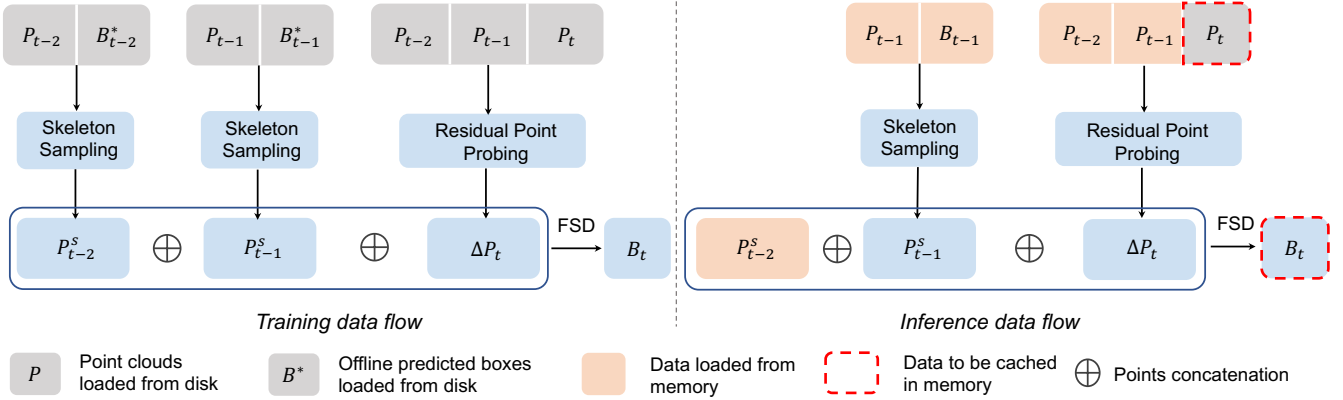 P_{t-2} B^*_{t-2} P_{t-1} B^*_{t-1} P_{t-2} P_{t-1} P_t
Skeleton
Sampling
Skeleton
Sampling
Residual Point
Probing
P^s_{t-2} ⊕ P^s_{t-1} ⊕ ΔP_t FSD B_t
Training data flow
P_{t-1} B_{t-1} P_{t-2} P_{t-1} P_t
Skeleton
Sampling
Residual Point
Probing
P^s_{t-2} ⊕ P^s_{t-1} ⊕ ΔP_t FSD B_t
Inference data flow
P Point clouds
loaded from disk
B^* Offline predicted boxes
loaded from disk
Data loaded from
memory
Data to be cached
in memory
⊕ Points concatenation